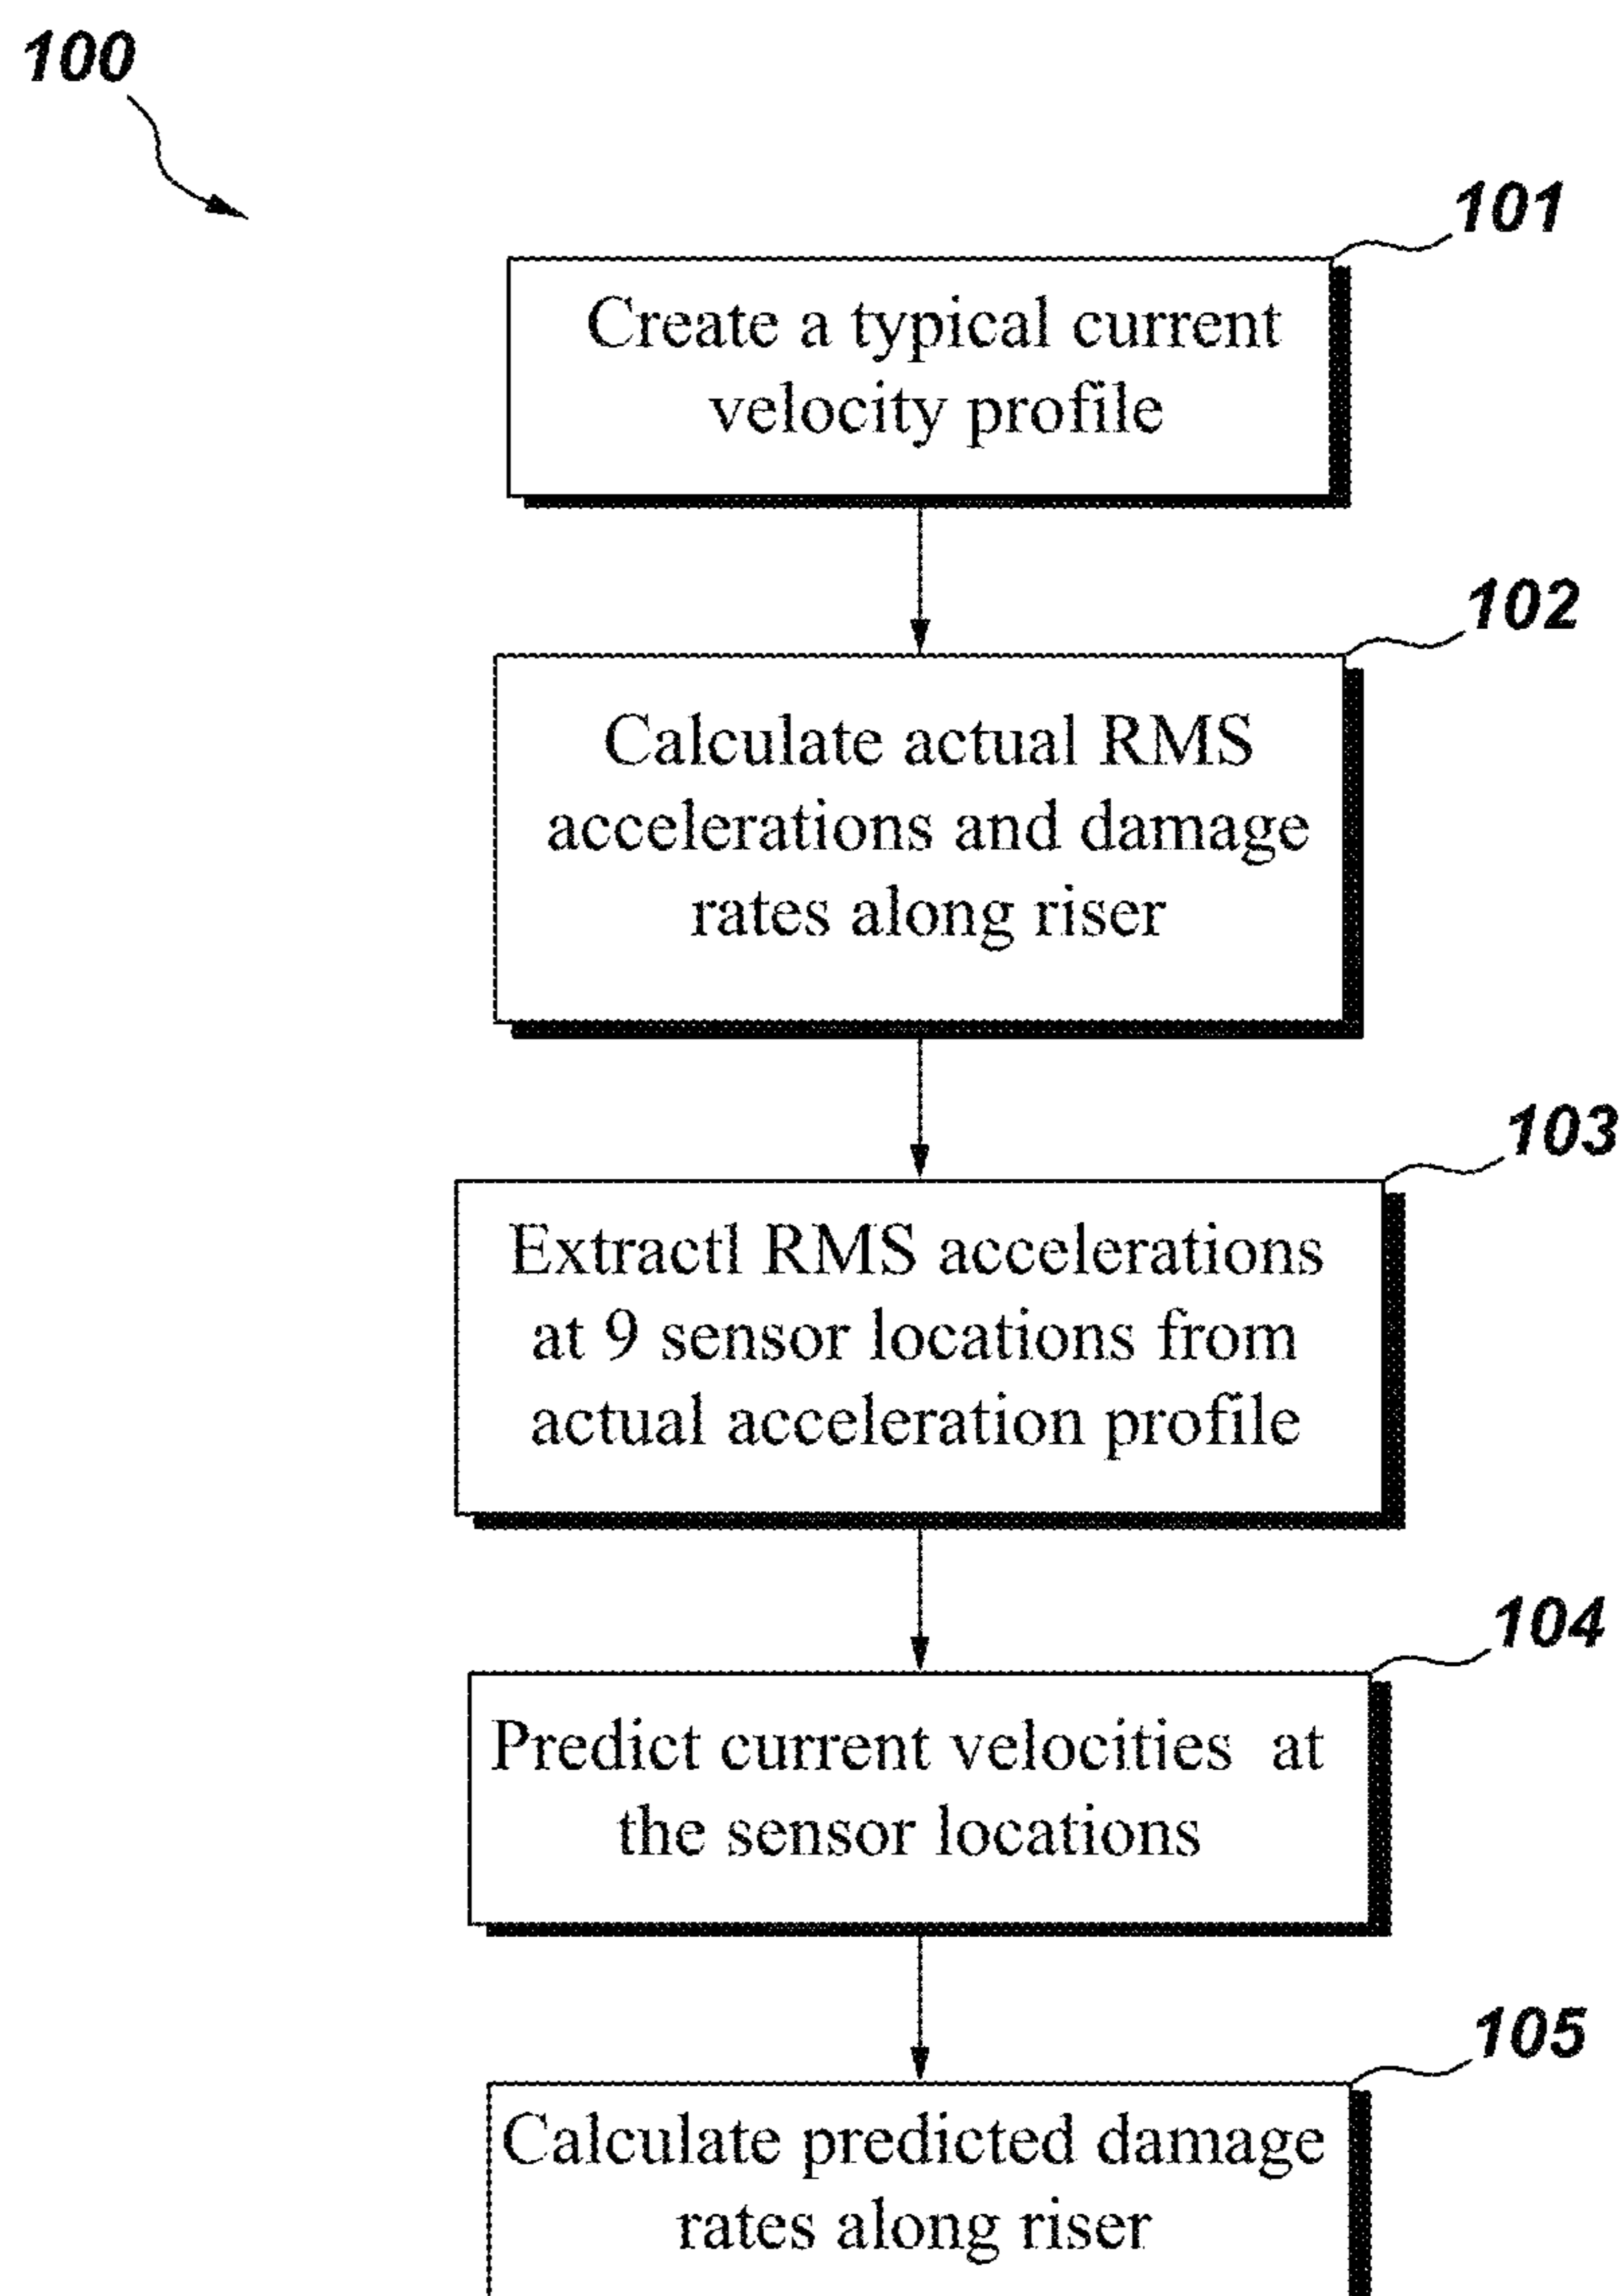 100
101
Create a typical current
velocity profile
102
Calculate actual RMS
accelerations and damage
rates along riser
103
Extractl RMS accelerations
at 9 sensor locations from
actual acceleration profile
104
Predict current velocities at
the sensor locations
105
Calculate predicted damage
rates along riser